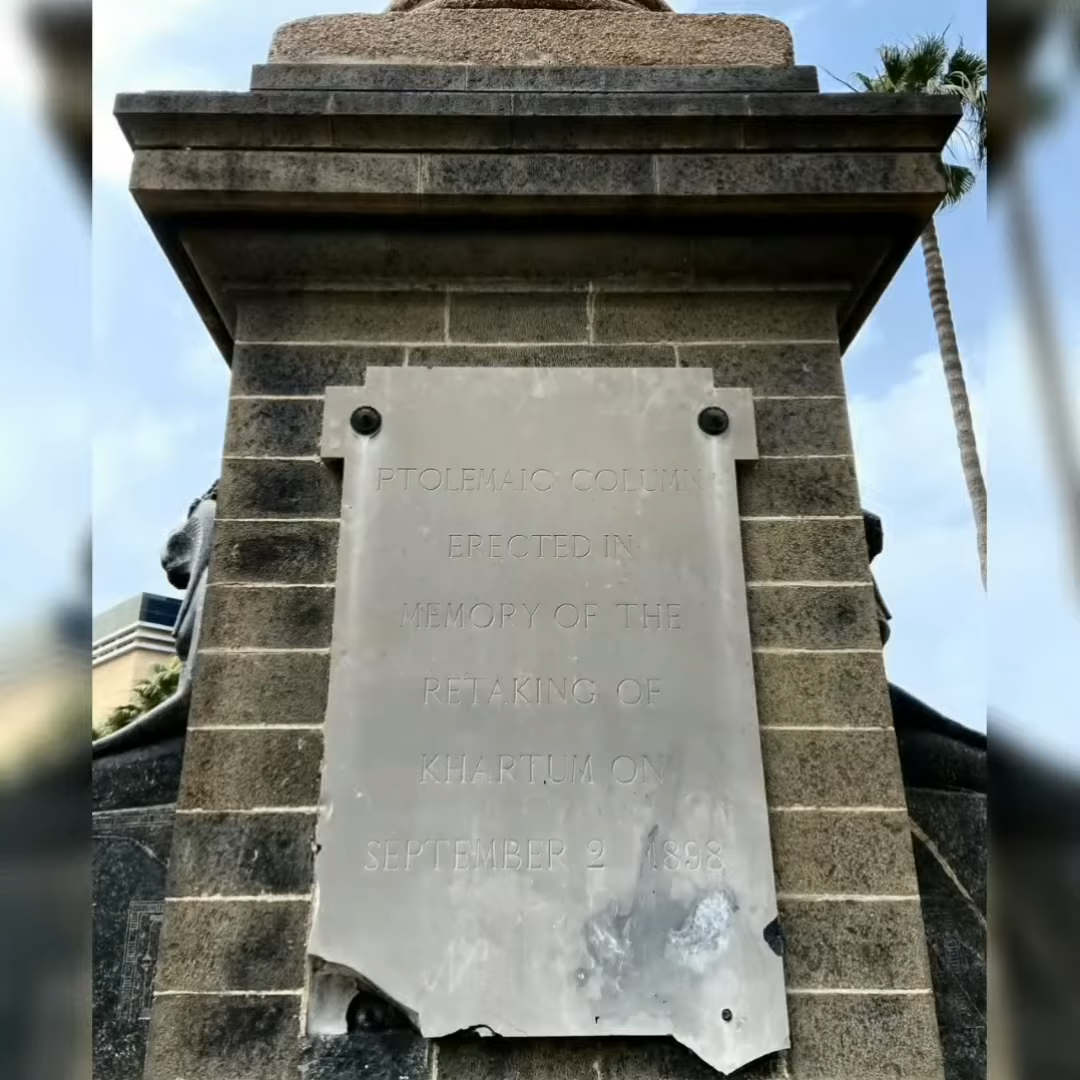 PTOLEMAIC COLUMN
ERECTED IN
MEMORY OF THE
RETAKING OF
KHARTUM ON
SEPTEMBER 2 1898